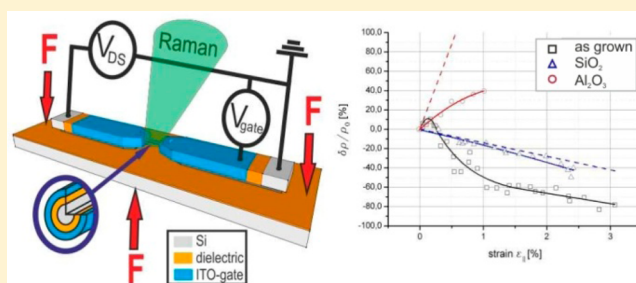 F
V_DS
Raman
V_gate
F
F
Si
dielectric
ITO-gate
δρ/ρ₀ [%]
100,0
80,0
60,0
40,0
20,0
0,0
-20,0
-40,0
-60,0
-80,0
100,0
as grown
SiO₂
Al₂O₃
0
1
2
3
strain ε∥ [%]